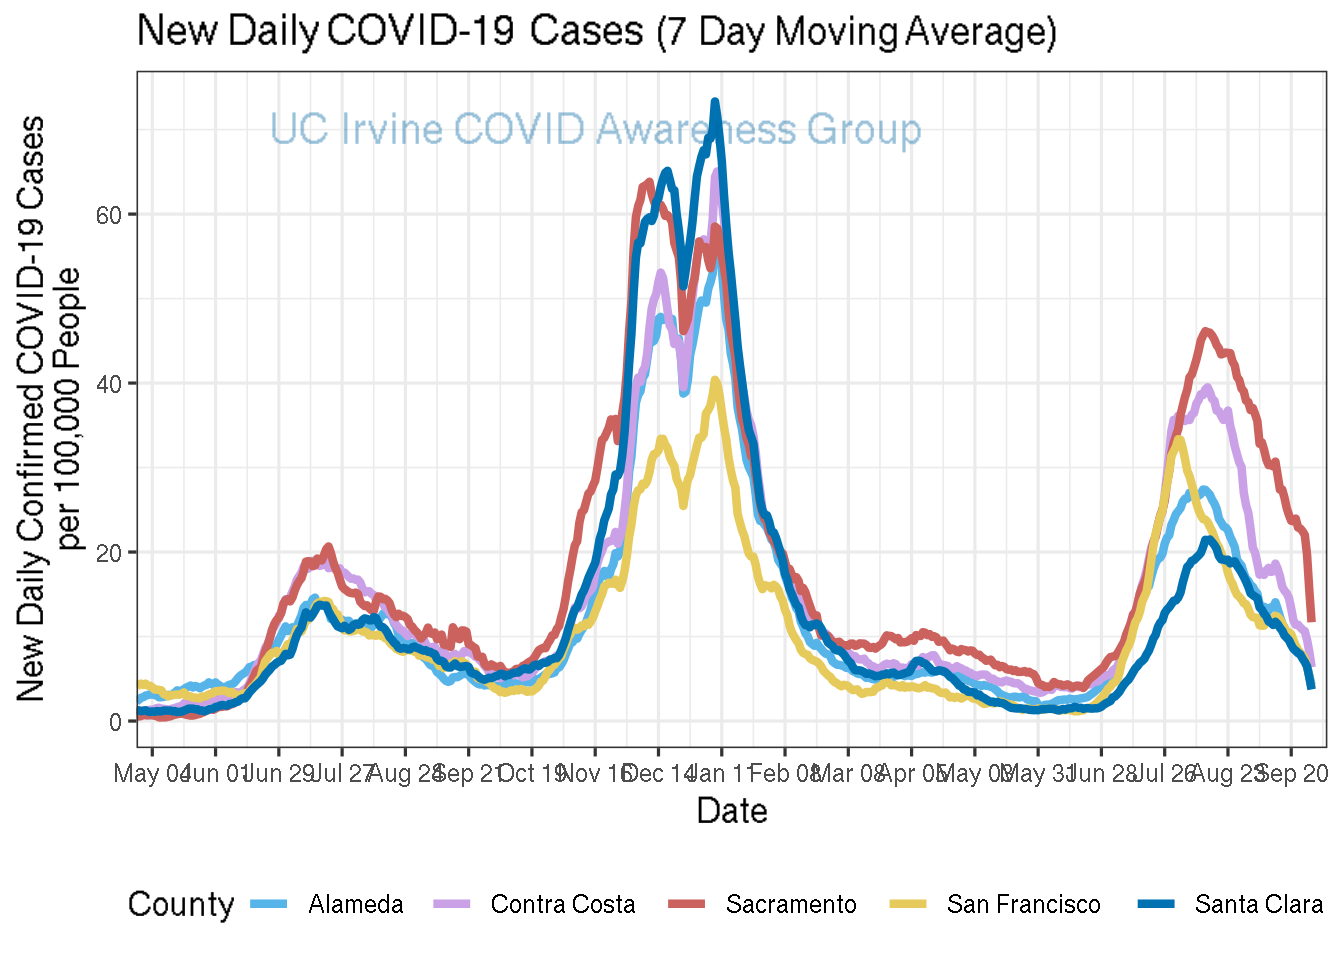 New Daily COVID-19 Cases (7 Day Moving Average)
UC Irvine COVID Awareness Group
New Daily Confirmed COVID-19 Cases
per 100,000 People
60
40
20
0
May 04 Jun 01 Jun 29 Jul 27 Aug 24 Sep 21 Oct 19 Nov 16 Dec 14 Jan 11 Feb 08 Mar 08 Apr 05 May 03 May 31 Jun 28 Jul 26 Aug 23 Sep 20
Date
County Alameda Contra Costa Sacramento San Francisco Santa Clara